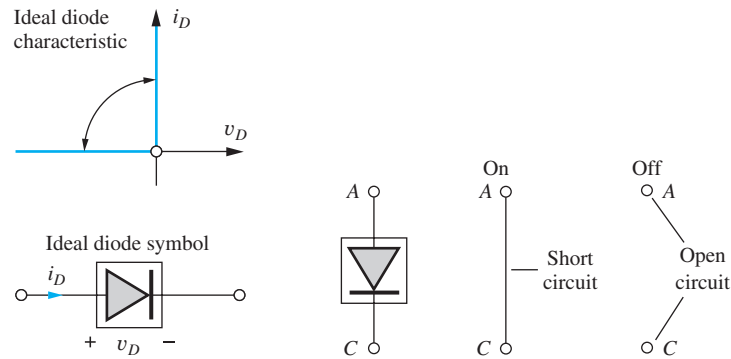 Ideal diode
characteristic
i_D
v_D
Ideal diode symbol
i_D
+ v_D −
A
C
On
A
Short
circuit
C
Off
A
Open
circuit
C